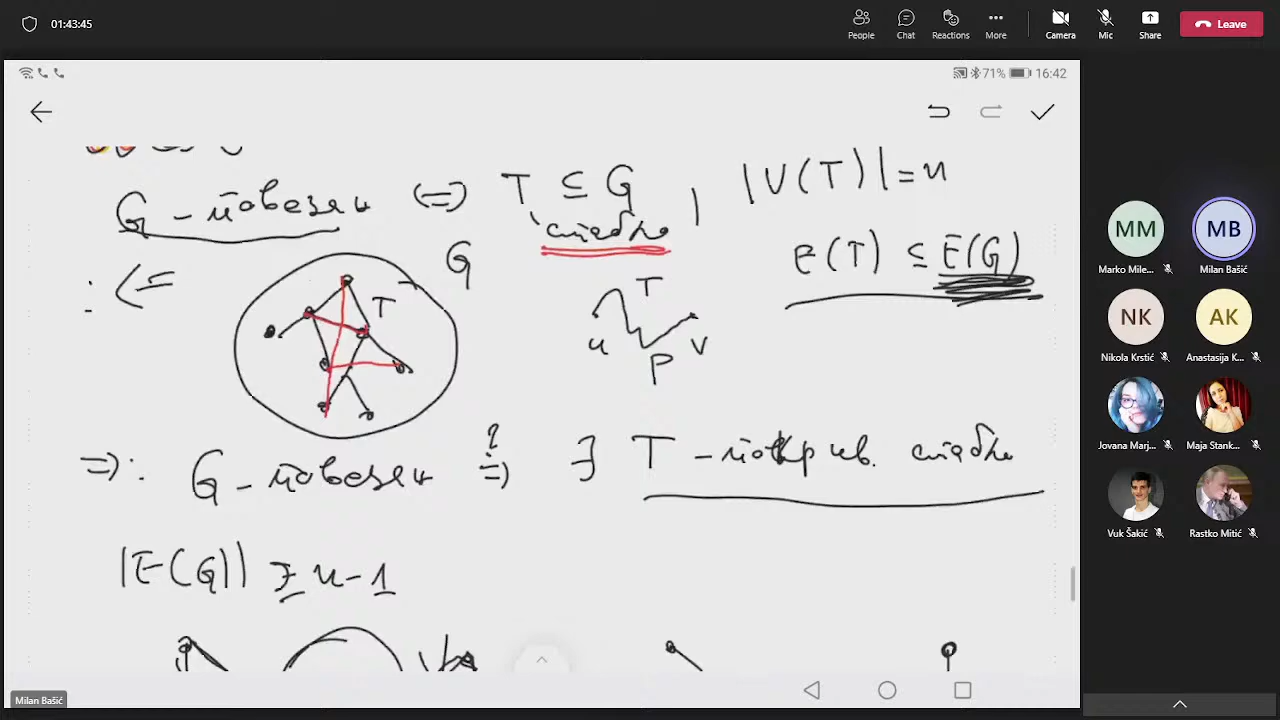 01:43:45
People
Chat
Reactions
More
Camera
Mic
Share
Leave
71% 16:42
G - повезан (=) T ⊆ G, |V(T)| = n
стабло
E(T) ⊆ E(G)
: (=
G
T
T
u
v
P
=>: G - повезан ?=> ∃ T - покрив. стабло
|E(G)| ≥ n - 1
Milan Bašić
MM
MB
Marko Mile...
Milan Bašić
NK
AK
Nikola Krstić
Anastasija K...
Jovana Marj...
Maja Stank...
Vuk Šakić
Rastko Mitić